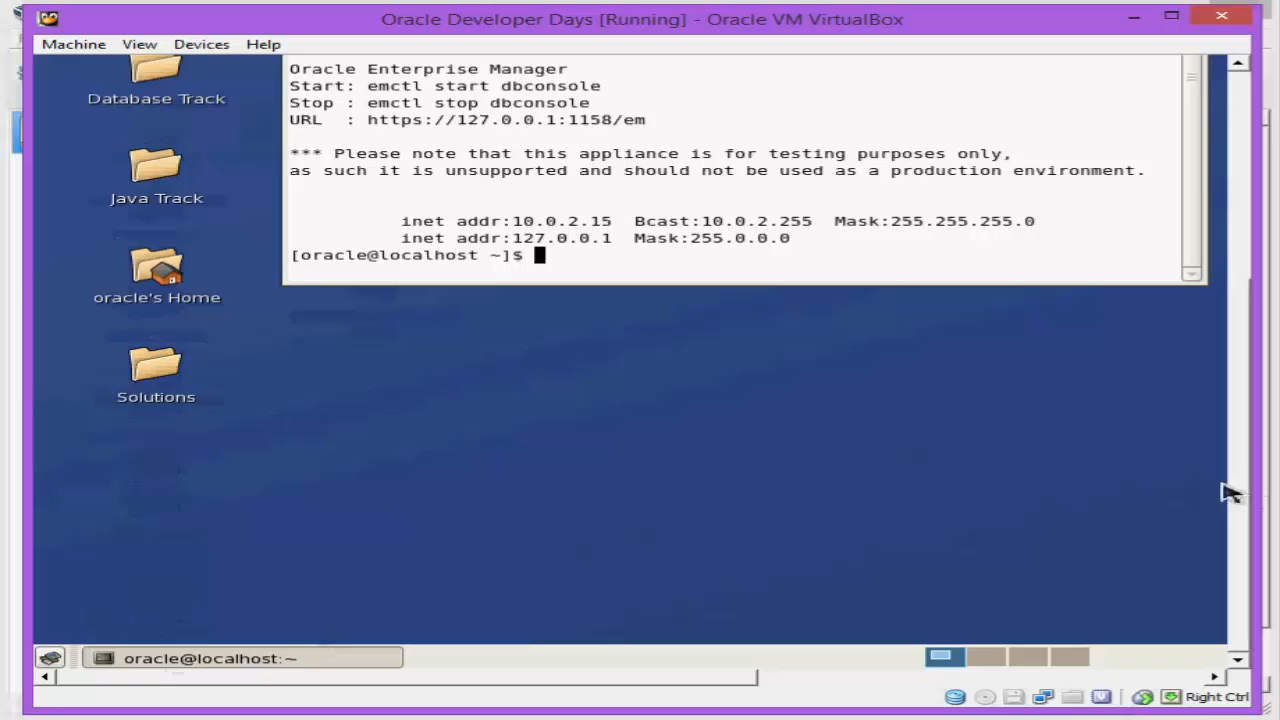 Oracle Developer Days [Running] - Oracle VM VirtualBox
Machine View Devices Help
Database Track
Java Track
oracle's Home
Solutions
Oracle Enterprise Manager
Start: emctl start dbconsole
Stop : emctl stop dbconsole
URL : https://127.0.0.1:1158/em
*** Please note that this appliance is for testing purposes only,
as such it is unsupported and should not be used as a production environment.
inet addr:10.0.2.15 Bcast:10.0.2.255 Mask:255.255.255.0
inet addr:127.0.0.1 Mask:255.0.0.0
[oracle@localhost ~]$
oracle@localhost:~
Right Ctrl